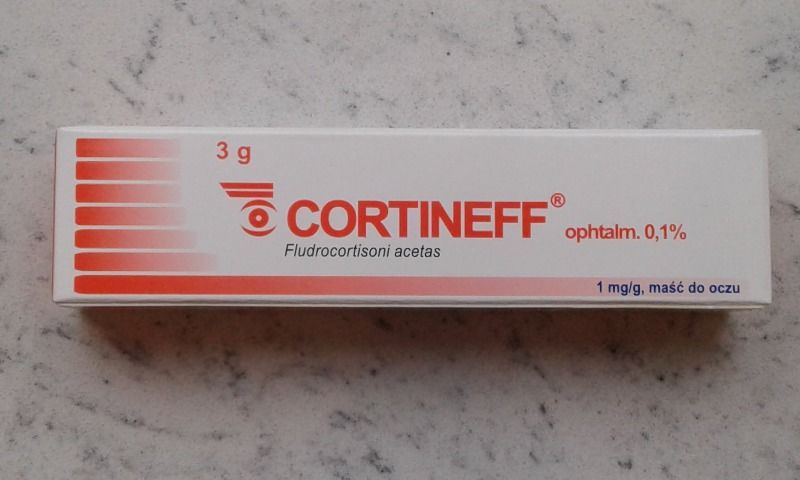 3 g
CORTINEFF® ophtalm. 0,1%
Fludrocortisoni acetas
1 mg/g, maść do oczu